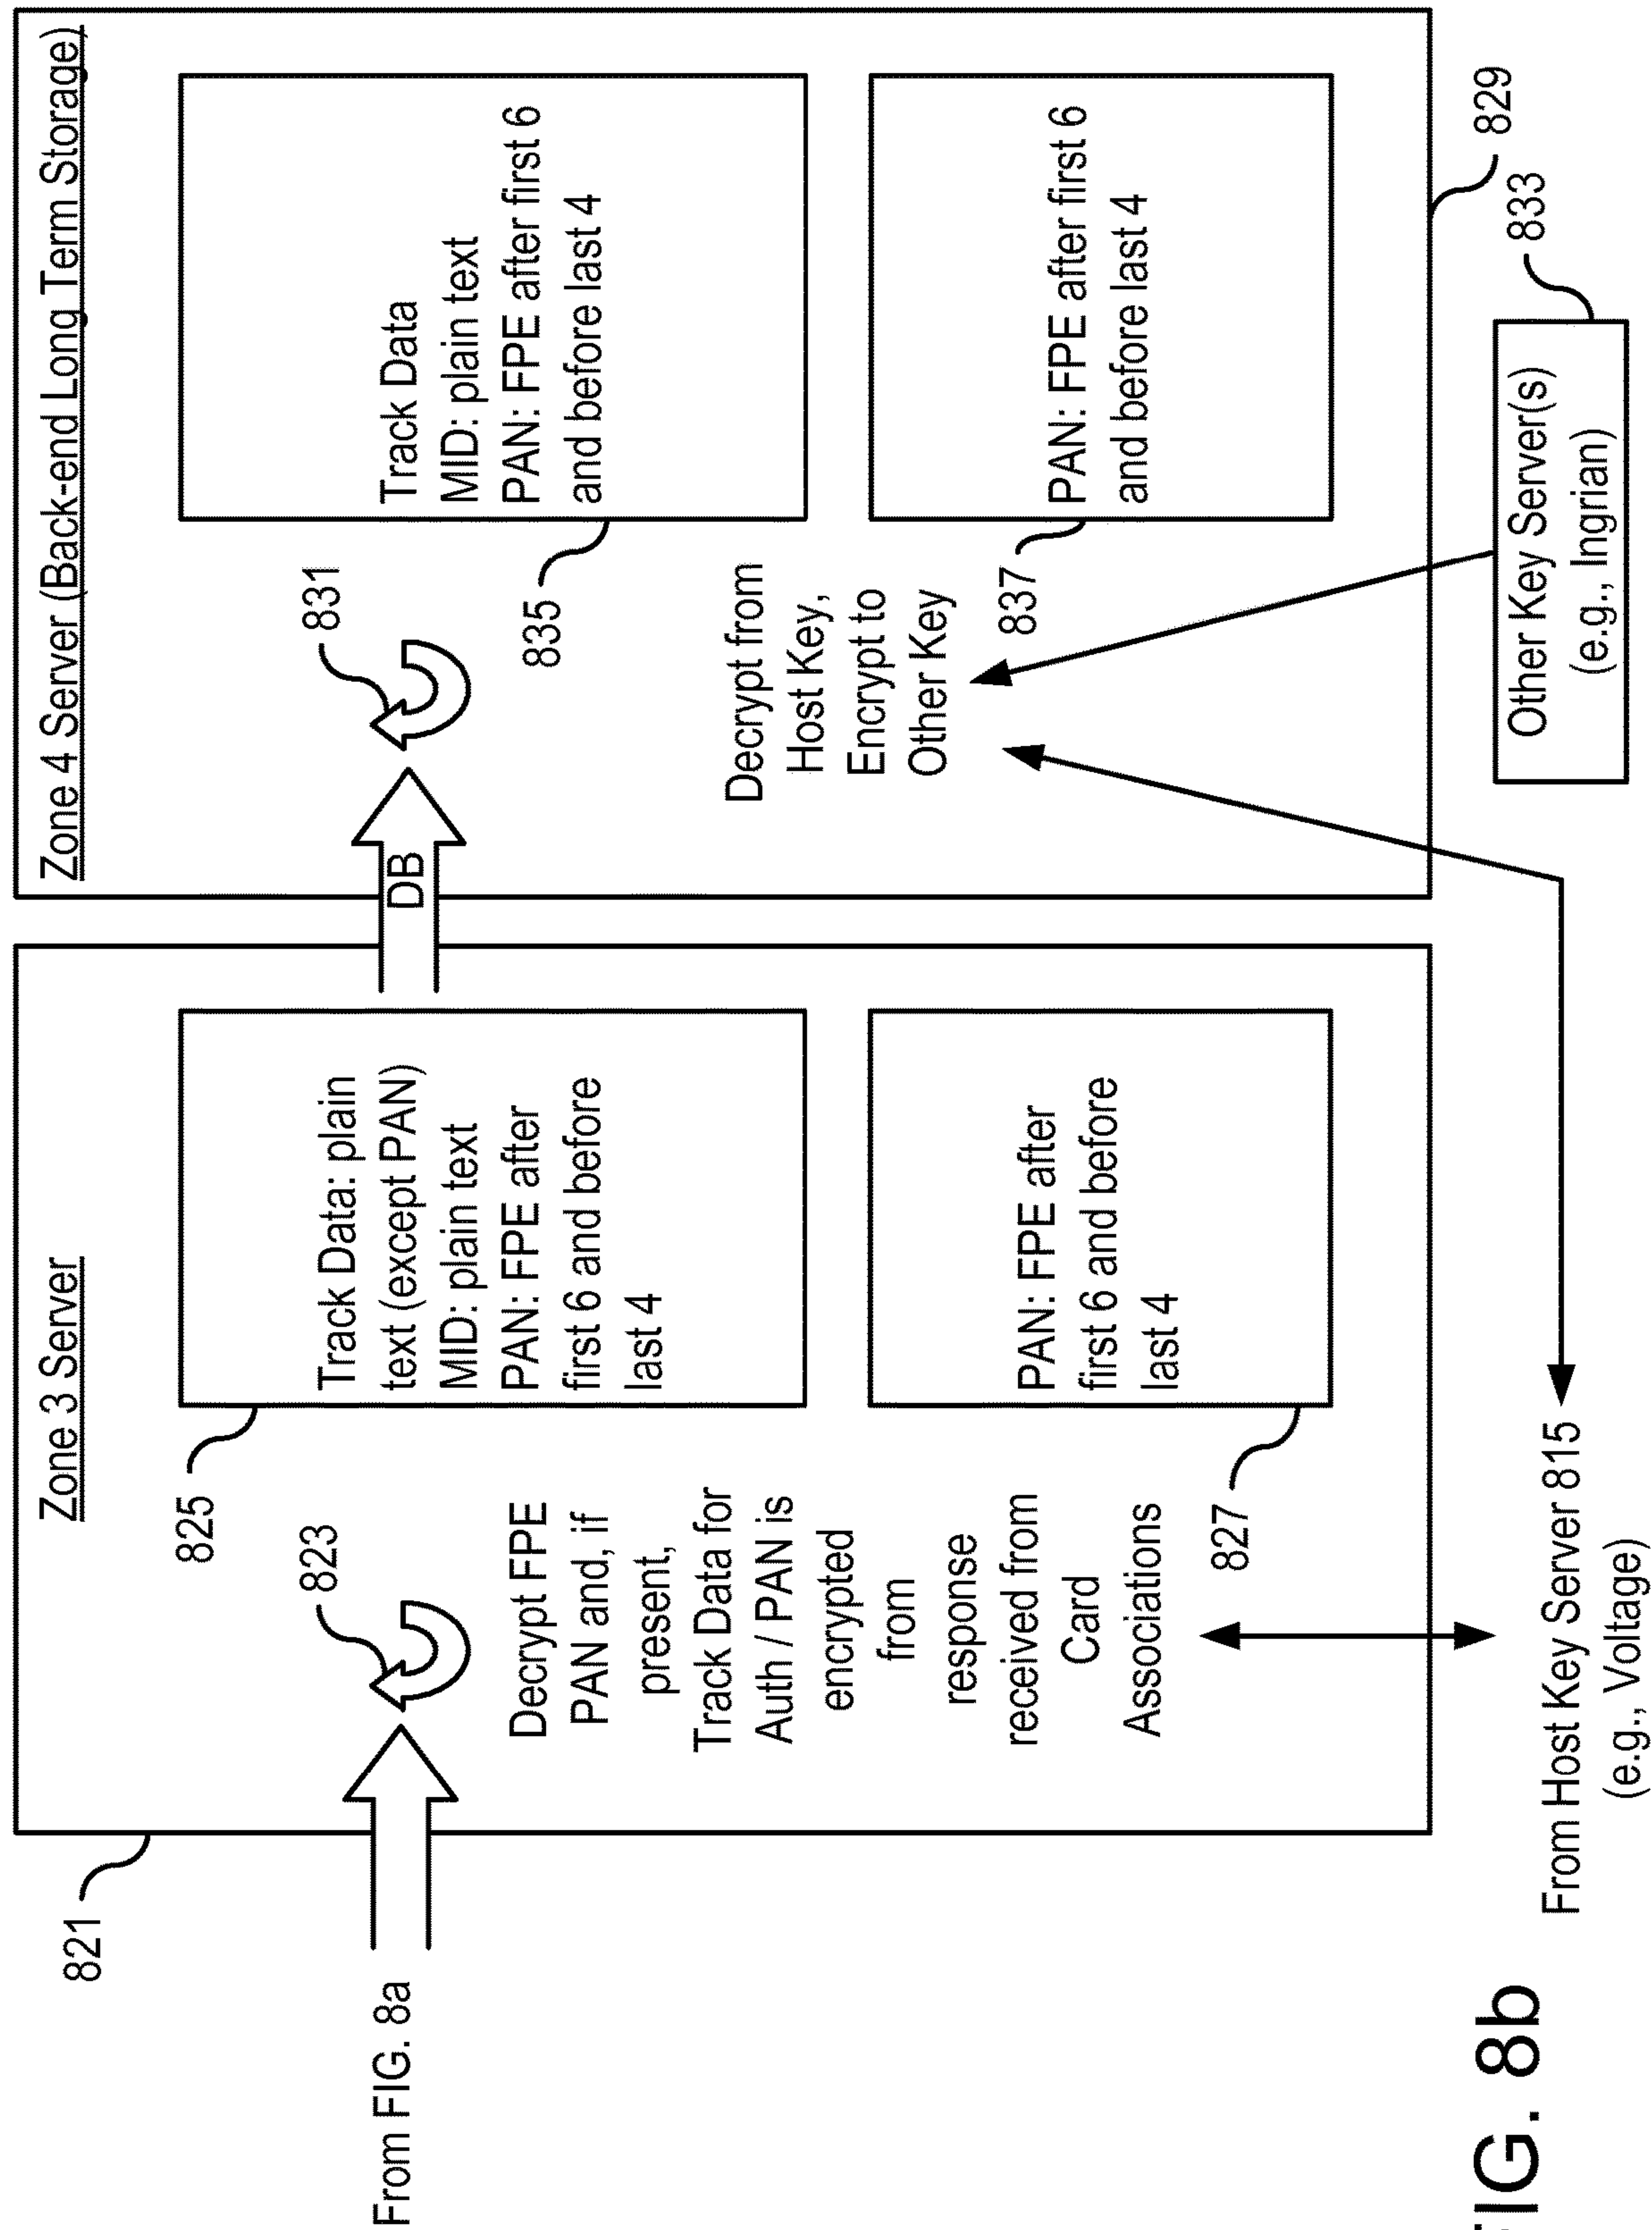 From FIG. 8a
821
Zone 3 Server
823
Decrypt FPE
PAN and, if
present,
Track Data for
Auth / PAN is
encrypted
from
response
received from
Card
Associations
825
Track Data: plain
text (except PAN)
MID: plain text
PAN: FPE after
first 6 and before
last 4
827
PAN: FPE after
first 6 and before
last 4
DB
Zone 4 Server (Back-end Long Term Storage)
831
835
Track Data
MID: plain text
PAN: FPE after first 6
and before last 4
Decrypt from
Host Key,
Encrypt to
Other Key
837
PAN: FPE after first 6
and before last 4
829
833
Other Key Server(s)
(e.g., Ingrian)
From Host Key Server 815
(e.g., Voltage)
FIG. 8b